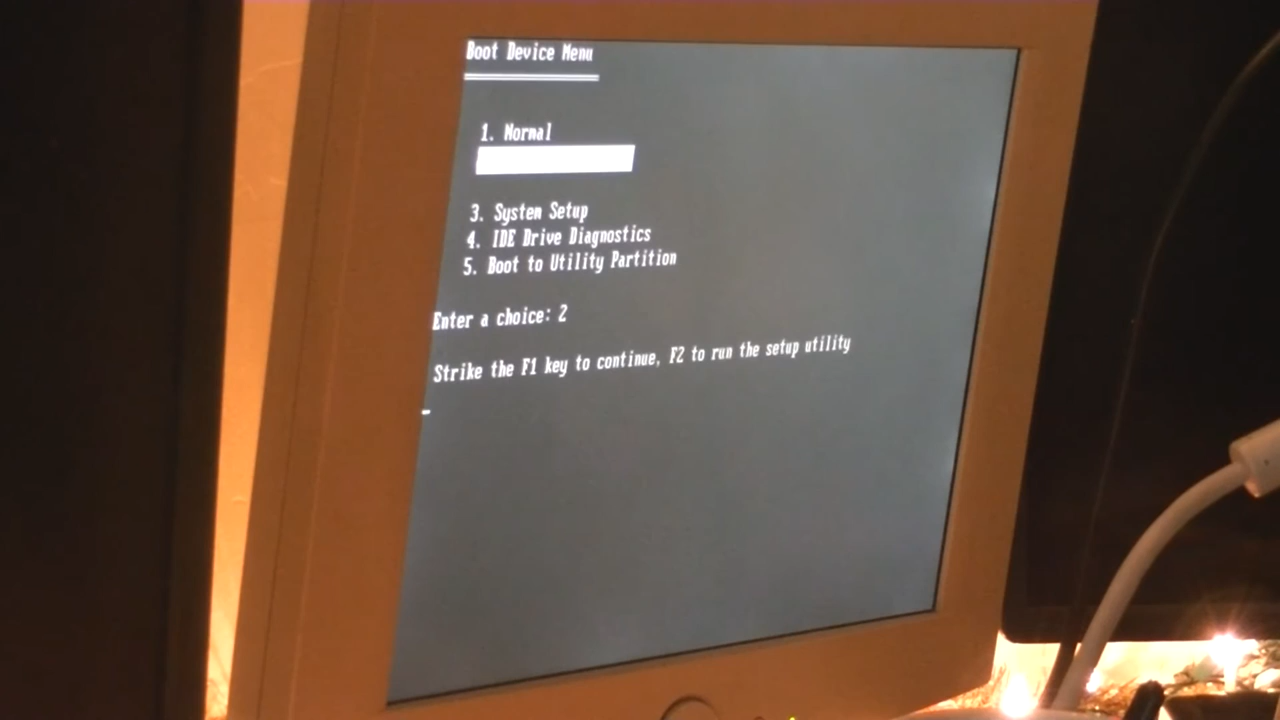 Boot Device Menu
1. Normal
3. System Setup
4. IDE Drive Diagnostics
5. Boot to Utility Partition
Enter a choice: 2
Strike the F1 key to continue, F2 to run the setup utility